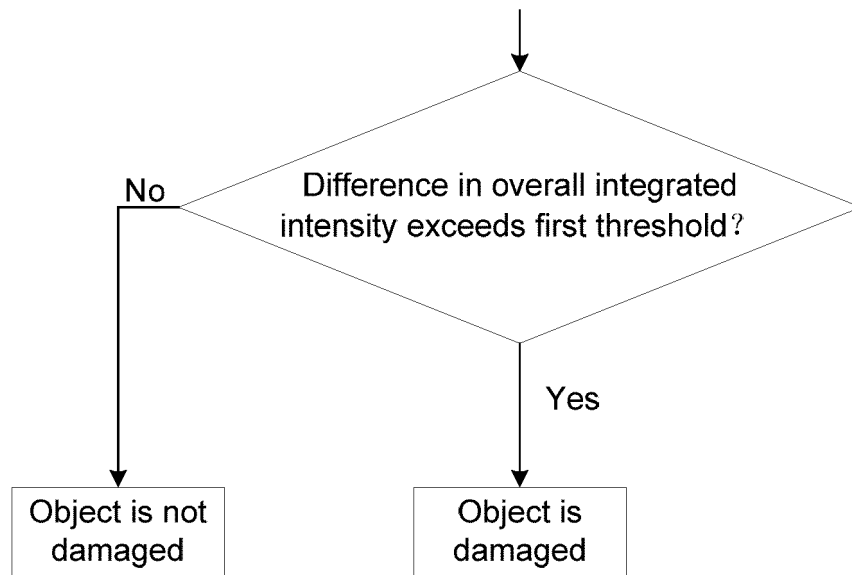 Difference in overall integrated
intensity exceeds first threshold?
No
Yes
Object is not
damaged
Object is
damaged